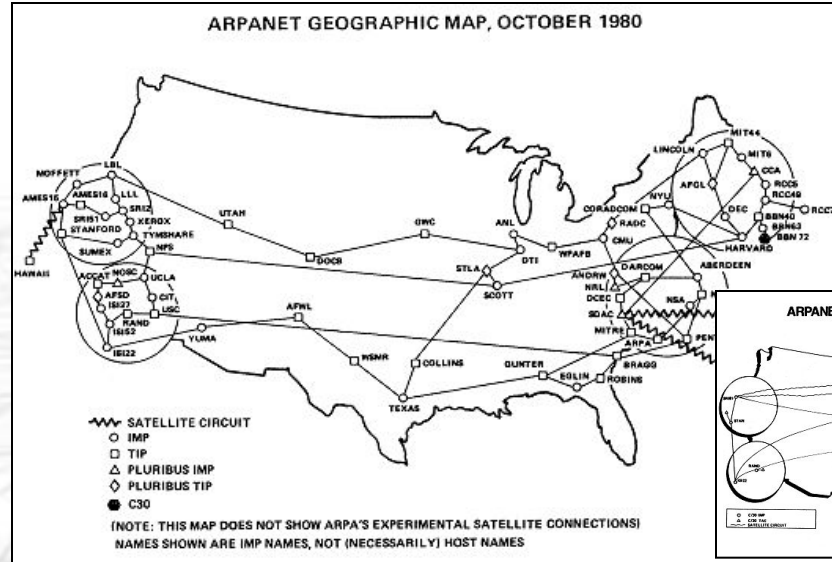 ARPANET GEOGRAPHIC MAP, OCTOBER 1980
MIT44
LINCOLN
MIT6
CCA
RCC5
RCC49
AFGL
DEC
BBN40
BBN63
BBN72
HARVARD
NYU
CORADCOM
RADC
CMU
MOFFETT
LBL
AMES15
AMES16
LLL
SRI2
SRI51
XEROX
STANFORD
TYMSHARE
SUMEX
NPS
HAWAII
UTAH
DOCB
GWC
ANL
DTI
WPAFB
STLA
SCOTT
ANDRW
DARCOM
ABERDEEN
NRL
DCEC
NSA
SDAC
MITRE
ARPA
ACCAT
NOSC
UCLA
AFSD
CIT
ISI27
RAND
USC
ISI52
ISI22
YUMA
AFWL
WSMR
COLLINS
TEXAS
GUNTER
EGLIN
ROBINS
BRAGG
SATELLITE CIRCUIT
IMP
TIP
PLURIBUS IMP
PLURIBUS TIP
C30
(NOTE: THIS MAP DOES NOT SHOW ARPA'S EXPERIMENTAL SATELLITE CONNECTIONS)
NAMES SHOWN ARE IMP NAMES, NOT (NECESSARILY) HOST NAMES
RAND
SATELLITE CIRCUIT